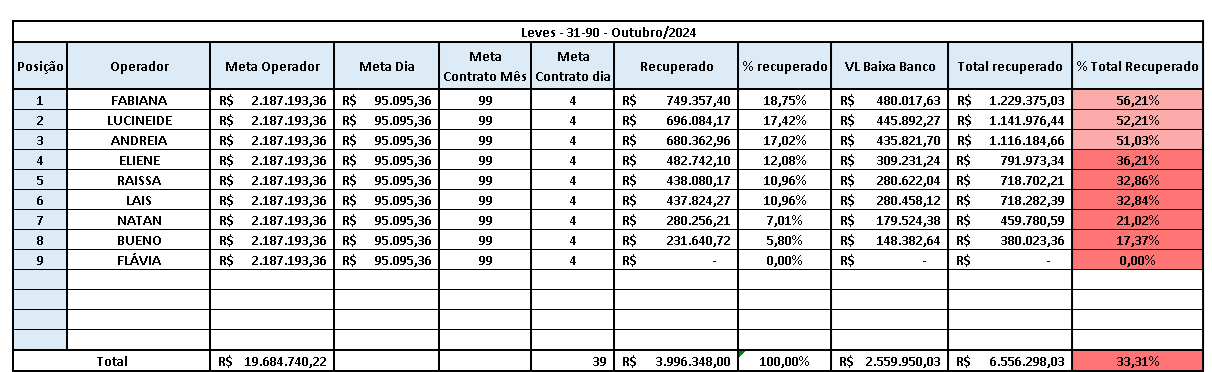 Leves - 31-90 - Outubro/2024
Posição Operador Meta Operador Meta Dia Meta Contrato Mês Meta Contrato dia Recuperado % recuperado VL Baixa Banco Total recuperado % Total Recuperado
1 FABIANA R$ 2.187.193,36 R$ 95.095,36 99 4 R$ 749.357,40 18,75% R$ 480.017,63 R$ 1.229.375,03 56,21%
2 LUCINEIDE R$ 2.187.193,36 R$ 95.095,36 99 4 R$ 696.084,17 17,42% R$ 445.892,27 R$ 1.141.976,44 52,21%
3 ANDREIA R$ 2.187.193,36 R$ 95.095,36 99 4 R$ 680.362,96 17,02% R$ 435.821,70 R$ 1.116.184,66 51,03%
4 ELIENE R$ 2.187.193,36 R$ 95.095,36 99 4 R$ 482.742,10 12,08% R$ 309.231,24 R$ 791.973,34 36,21%
5 RAISSA R$ 2.187.193,36 R$ 95.095,36 99 4 R$ 438.080,17 10,96% R$ 280.622,04 R$ 718.702,21 32,86%
6 LAIS R$ 2.187.193,36 R$ 95.095,36 99 4 R$ 437.824,27 10,96% R$ 280.458,12 R$ 718.282,39 32,84%
7 NATAN R$ 2.187.193,36 R$ 95.095,36 99 4 R$ 280.256,21 7,01% R$ 179.524,38 R$ 459.780,59 21,02%
8 BUENO R$ 2.187.193,36 R$ 95.095,36 99 4 R$ 231.640,72 5,80% R$ 148.382,64 R$ 380.023,36 17,37%
9 FLÁVIA R$ 2.187.193,36 R$ 95.095,36 99 4 R$ - 0,00% R$ - R$ - 0,00%
Total R$ 19.684.740,22 39 R$ 3.996.348,00 100,00% R$ 2.559.950,03 R$ 6.556.298,03 33,31%